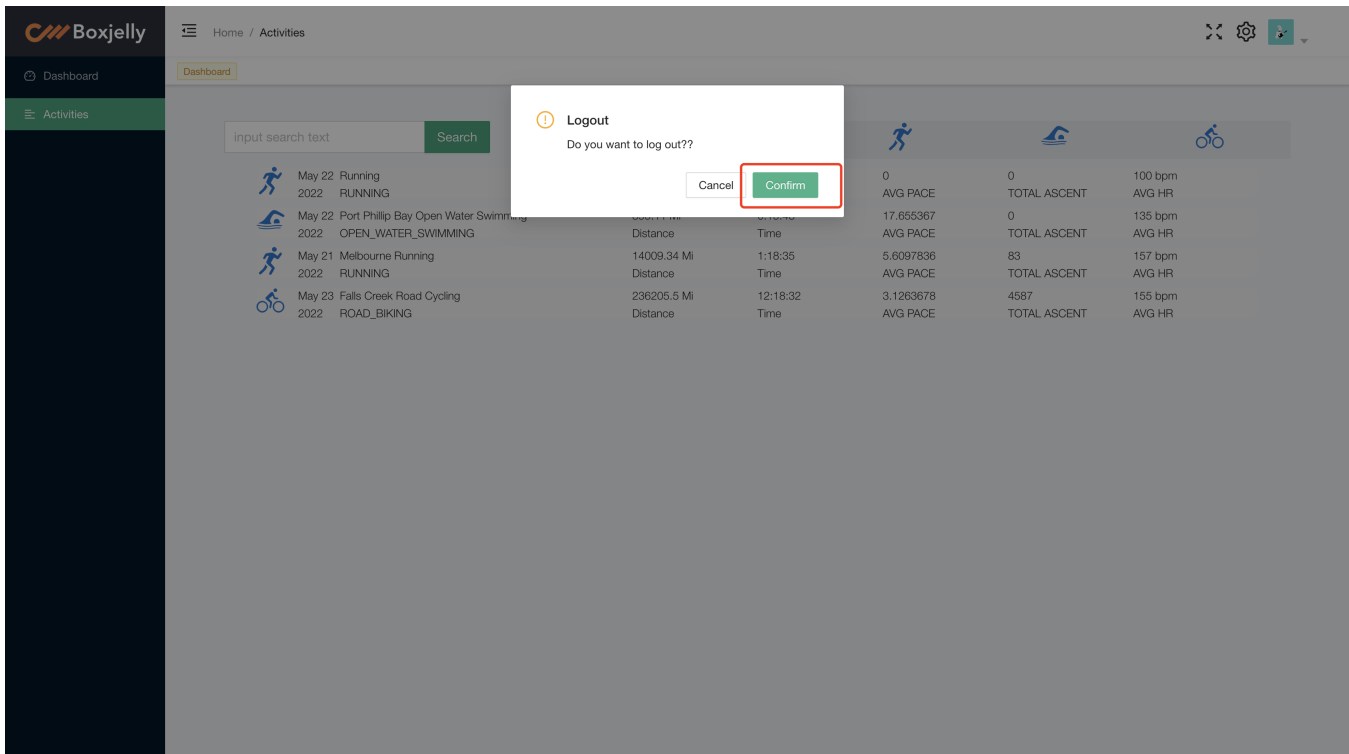 Boxjelly
Home / Activities
Dashboard
Dashboard
Activities
Logout
Do you want to log out??
Cancel
Confirm
input search text
Search
May 22 Running 0 0 100 bpm
2022 RUNNING AVG PACE TOTAL ASCENT AVG HR
May 22 Port Phillip Bay Open Water Swimming 17.655367 0 135 bpm
2022 OPEN_WATER_SWIMMING Distance Time AVG PACE TOTAL ASCENT AVG HR
May 21 Melbourne Running 14009.34 Mi 1:18:35 5.6097836 83 157 bpm
2022 RUNNING Distance Time AVG PACE TOTAL ASCENT AVG HR
May 23 Falls Creek Road Cycling 236205.5 Mi 12:18:32 3.1263678 4587 155 bpm
2022 ROAD_BIKING Distance Time AVG PACE TOTAL ASCENT AVG HR